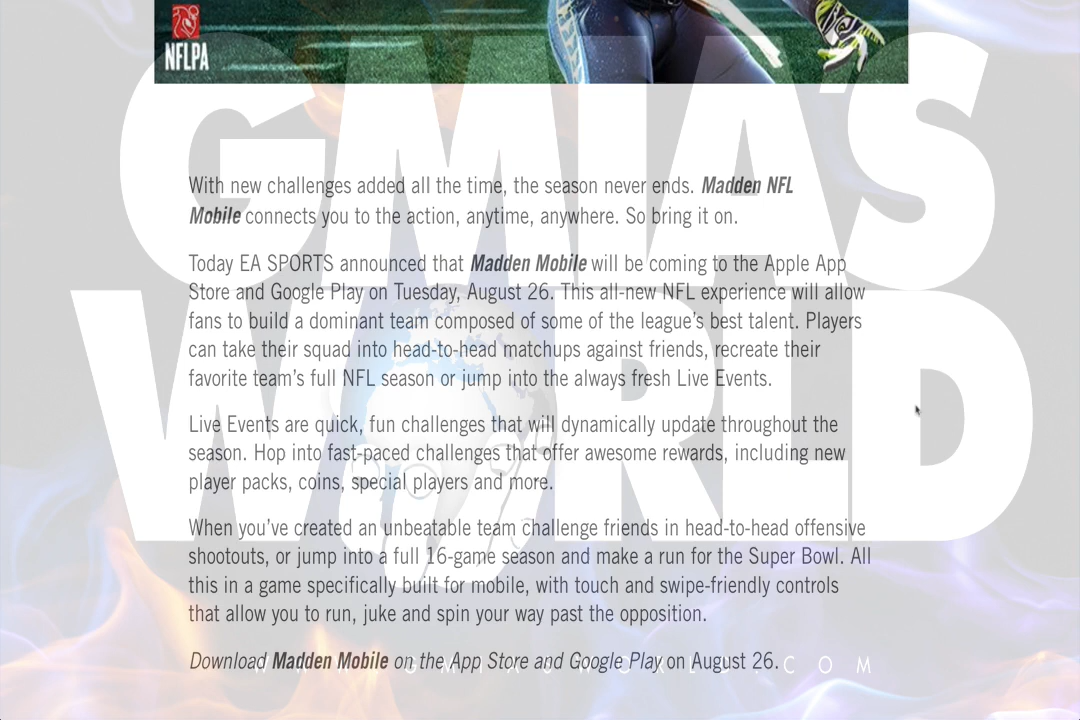 NFLPA
GMIA'S
WORLD
With new challenges added all the time, the season never ends. Madden NFL
Mobile connects you to the action, anytime, anywhere. So bring it on.
Today EA SPORTS announced that Madden Mobile will be coming to the Apple App
Store and Google Play on Tuesday, August 26. This all-new NFL experience will allow
fans to build a dominant team composed of some of the league’s best talent. Players
can take their squad into head-to-head matchups against friends, recreate their
favorite team’s full NFL season or jump into the always fresh Live Events.
Live Events are quick, fun challenges that will dynamically update throughout the
season. Hop into fast-paced challenges that offer awesome rewards, including new
player packs, coins, special players and more.
When you’ve created an unbeatable team challenge friends in head-to-head offensive
shootouts, or jump into a full 16-game season and make a run for the Super Bowl. All
this in a game specifically built for mobile, with touch and swipe-friendly controls
that allow you to run, juke and spin your way past the opposition.
Download Madden Mobile on the App Store and Google Play on August 26.